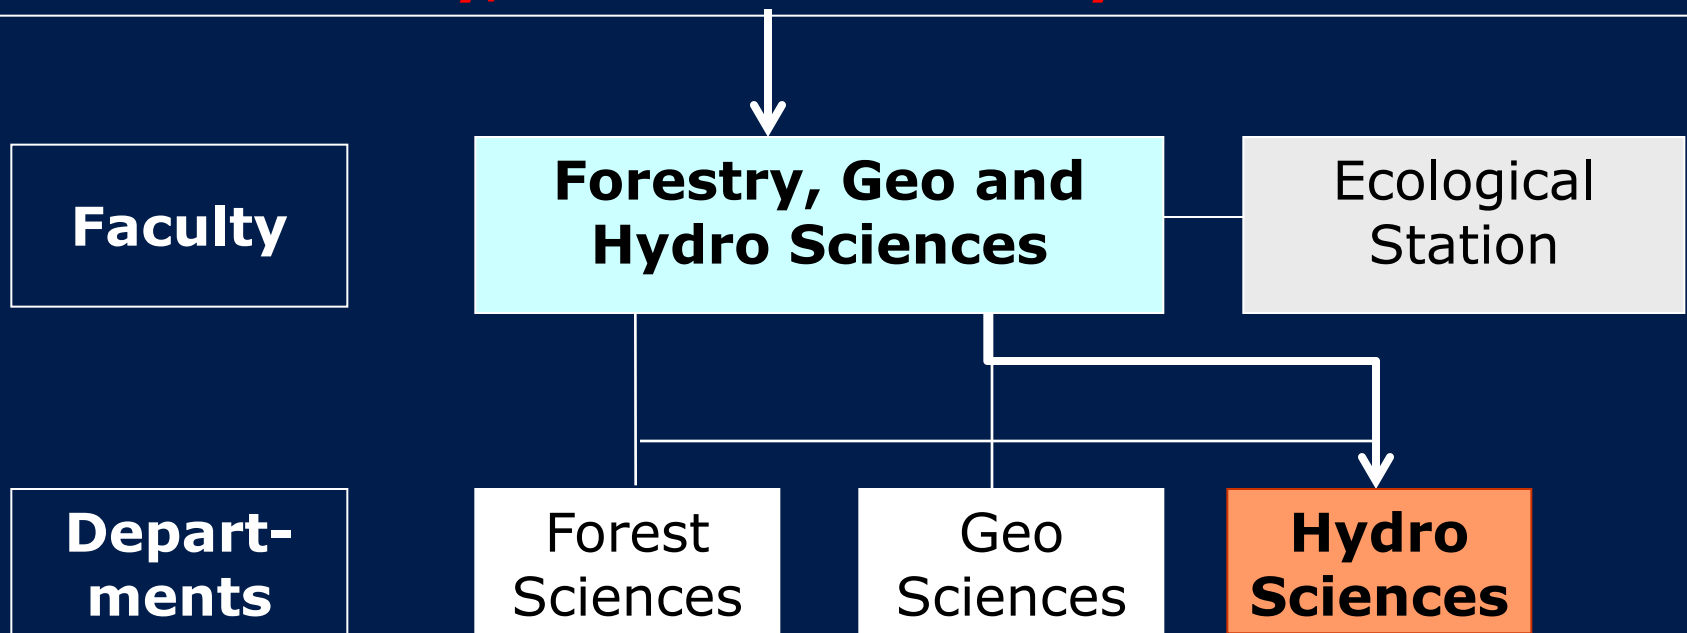 Faculty
Forestry, Geo and
Hydro Sciences
Ecological
Station
Depart-
ments
Forest
Sciences
Geo
Sciences
Hydro
Sciences